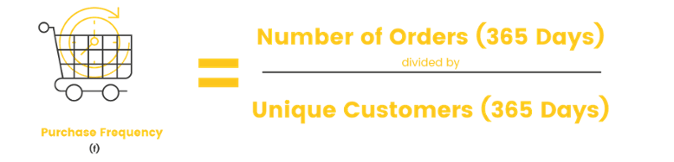 Number of Orders (365 Days)
divided by
=
Unique Customers (365 Days)
Purchase Frequency
(f)